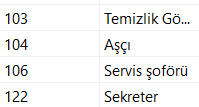 103 Temizlik Gö...
104 Aşçı
106 Servis şoförü
122 Sekreter